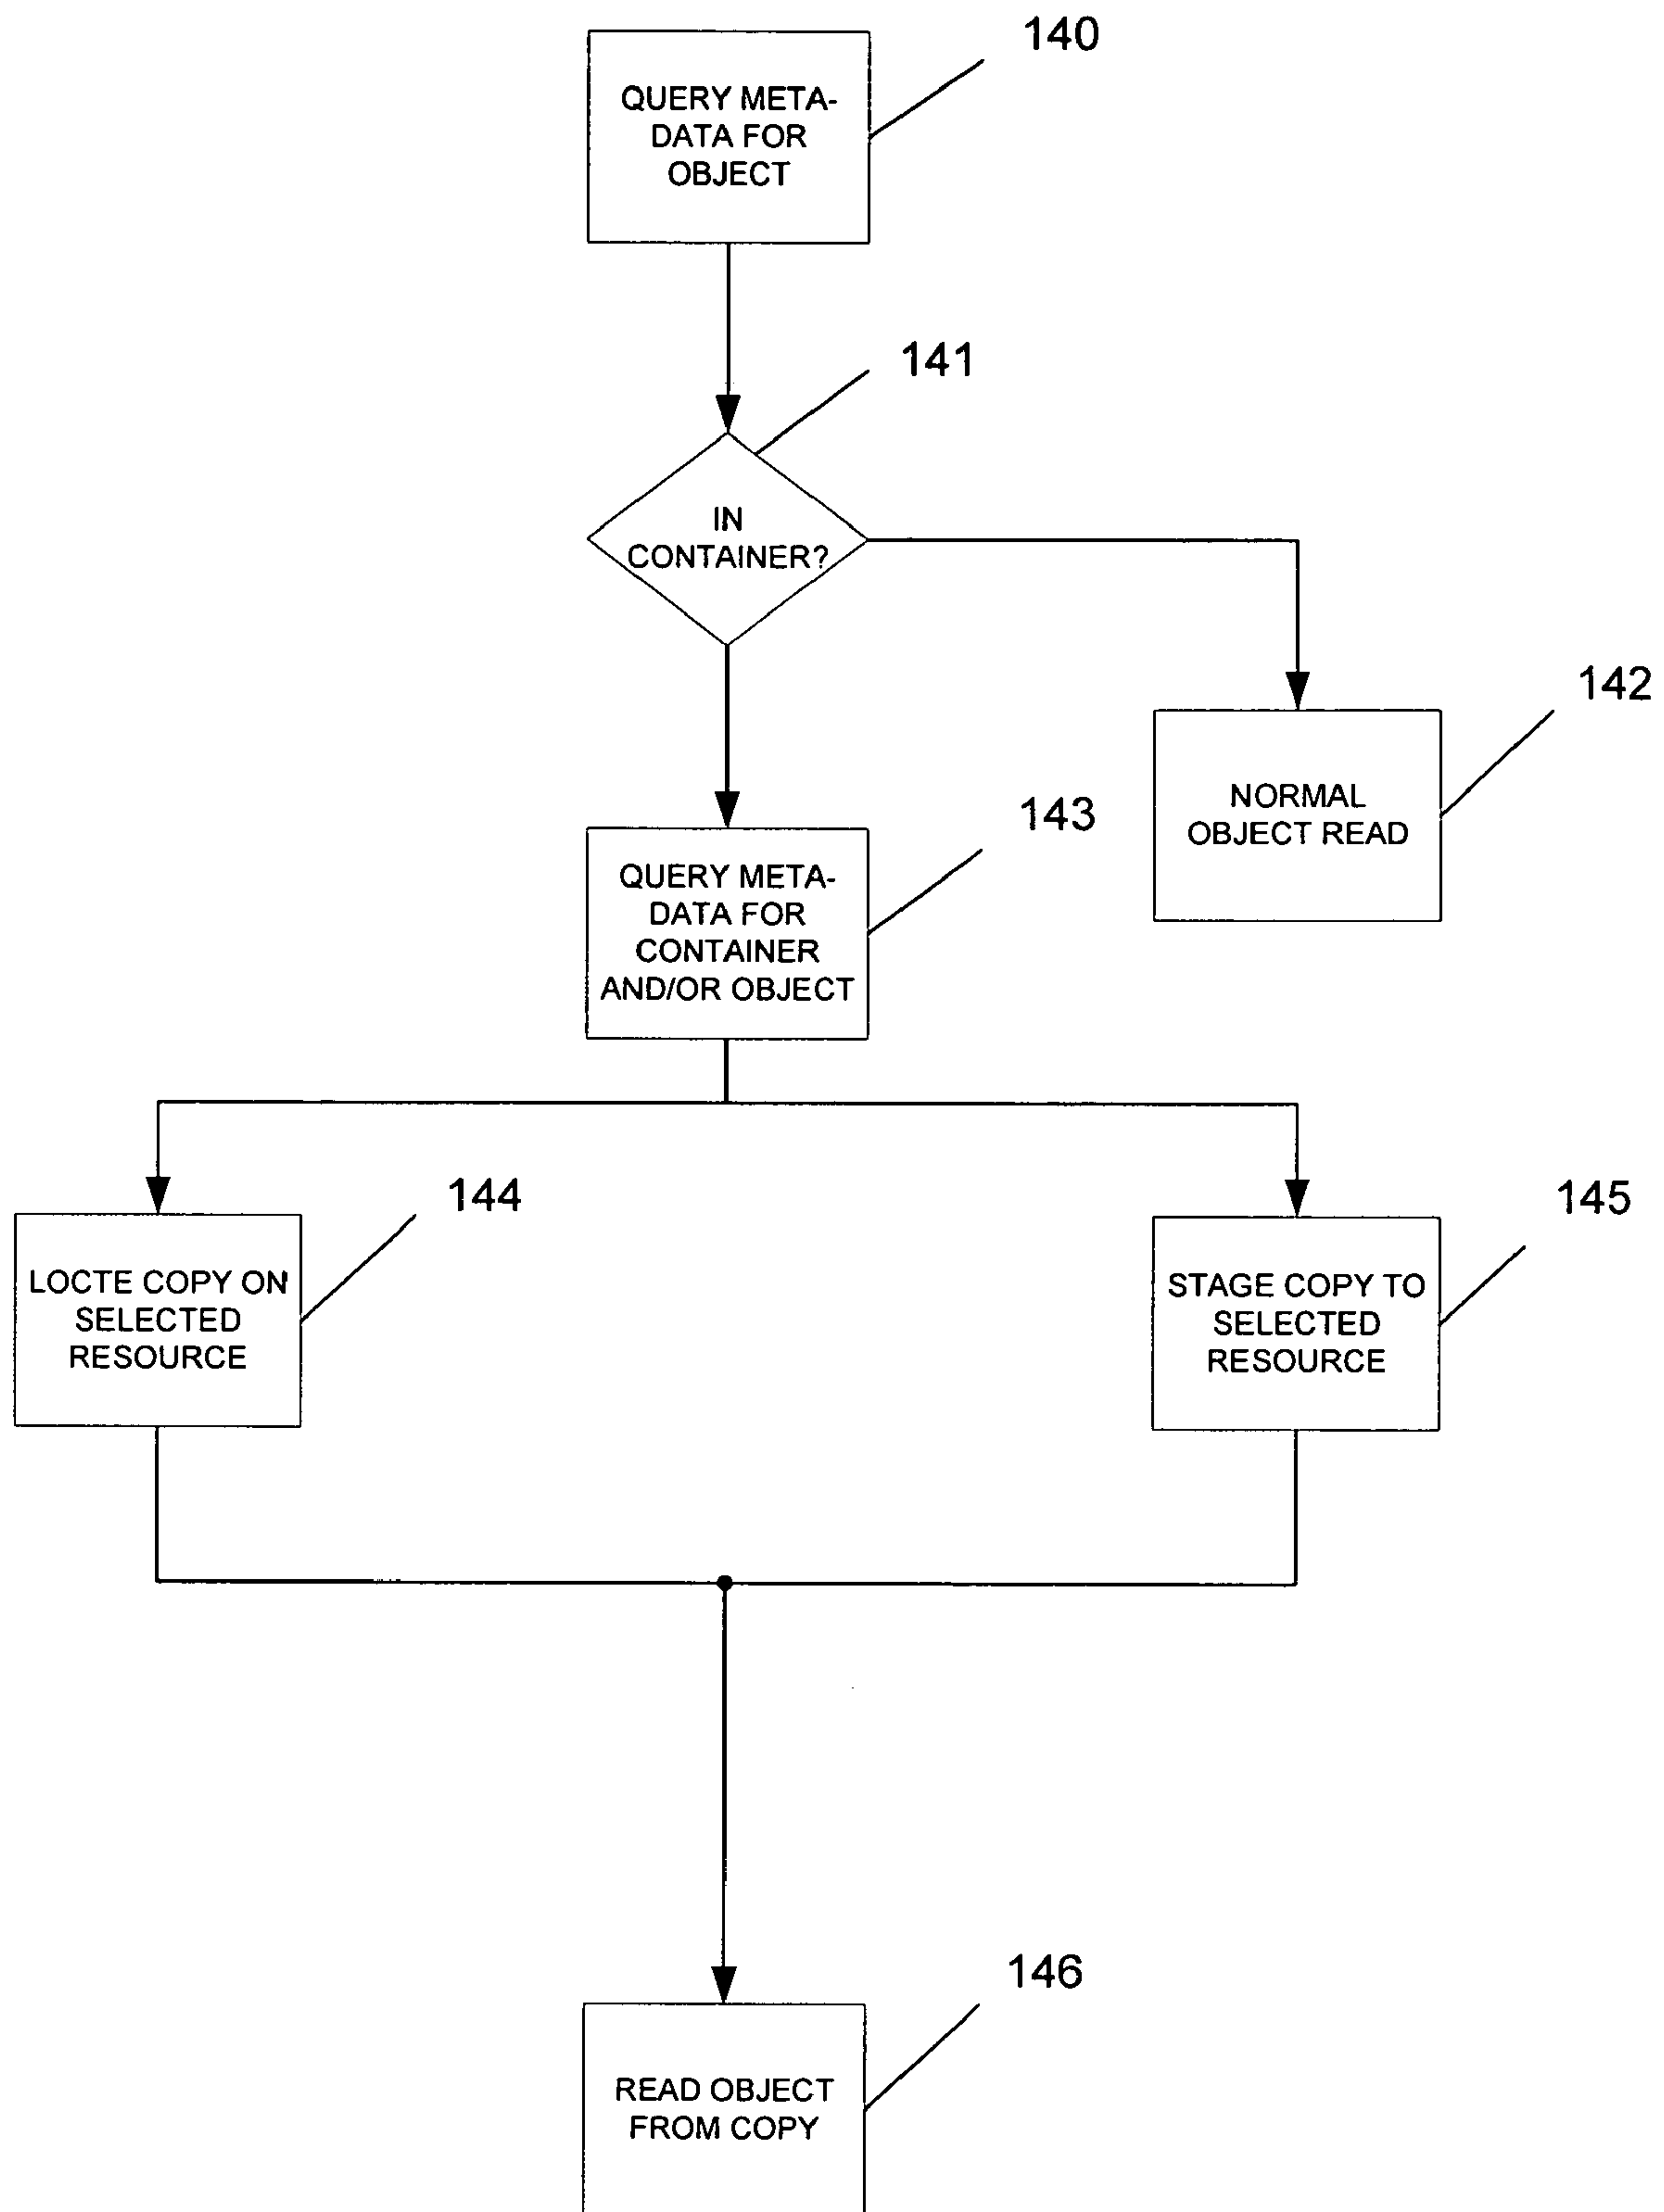 140
QUERY META-
DATA FOR
OBJECT
141
IN
CONTAINER?
142
NORMAL
OBJECT READ
143
QUERY META-
DATA FOR
CONTAINER
AND/OR OBJECT
144
LOCTE COPY ON
SELECTED
RESOURCE
145
STAGE COPY TO
SELECTED
RESOURCE
146
READ OBJECT
FROM COPY